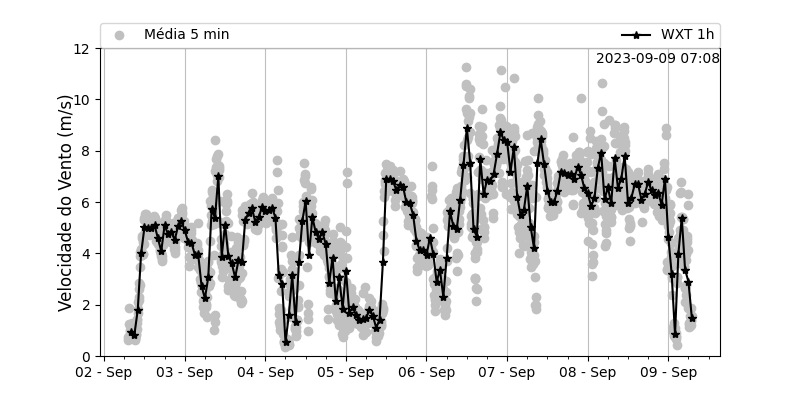 Média 5 min
WXT 1h
2023-09-09 07:08
Velocidade do Vento (m/s)
12
10
8
6
4
2
0
02 - Sep
03 - Sep
04 - Sep
05 - Sep
06 - Sep
07 - Sep
08 - Sep
09 - Sep